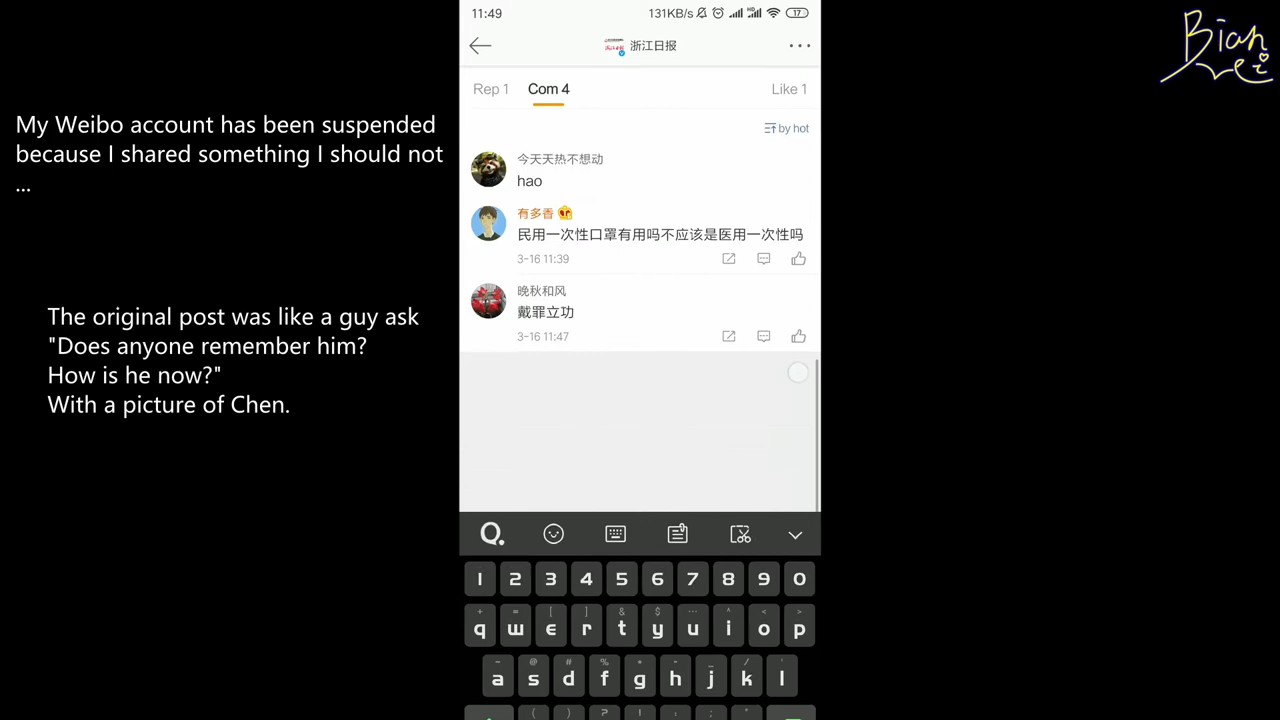 My Weibo account has been suspended
because I shared something I should not
...
The original post was like a guy ask
"Does anyone remember him?
How is he now?"
With a picture of Chen.
Bian
11:49 131KB/s HD 17
浙江日报
Rep 1 Com 4 Like 1
by hot
今天天热不想动
hao
有多香
民用一次性口罩有用吗不应该是医用一次性吗
3-16 11:39
晚秋和风
戴罪立功
3-16 11:47
Q.
1 2 3 4 5 6 7 8 9 0
+ = [ ] & $ ... ^ < >
q w e r t y u i o p
~ @ # % * - _ / '
a s d f g h j k l
( ) ? ! , ; "